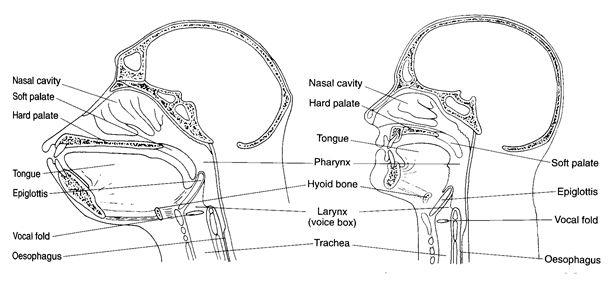 Nasal cavity
Soft palate
Hard palate
Tongue
Epiglottis
Vocal fold
Oesophagus
Pharynx
Hyoid bone
Larynx
(voice box)
Trachea
Nasal cavity
Hard palate
Tongue
Soft palate
Epiglottis
Vocal fold
Oesophagus